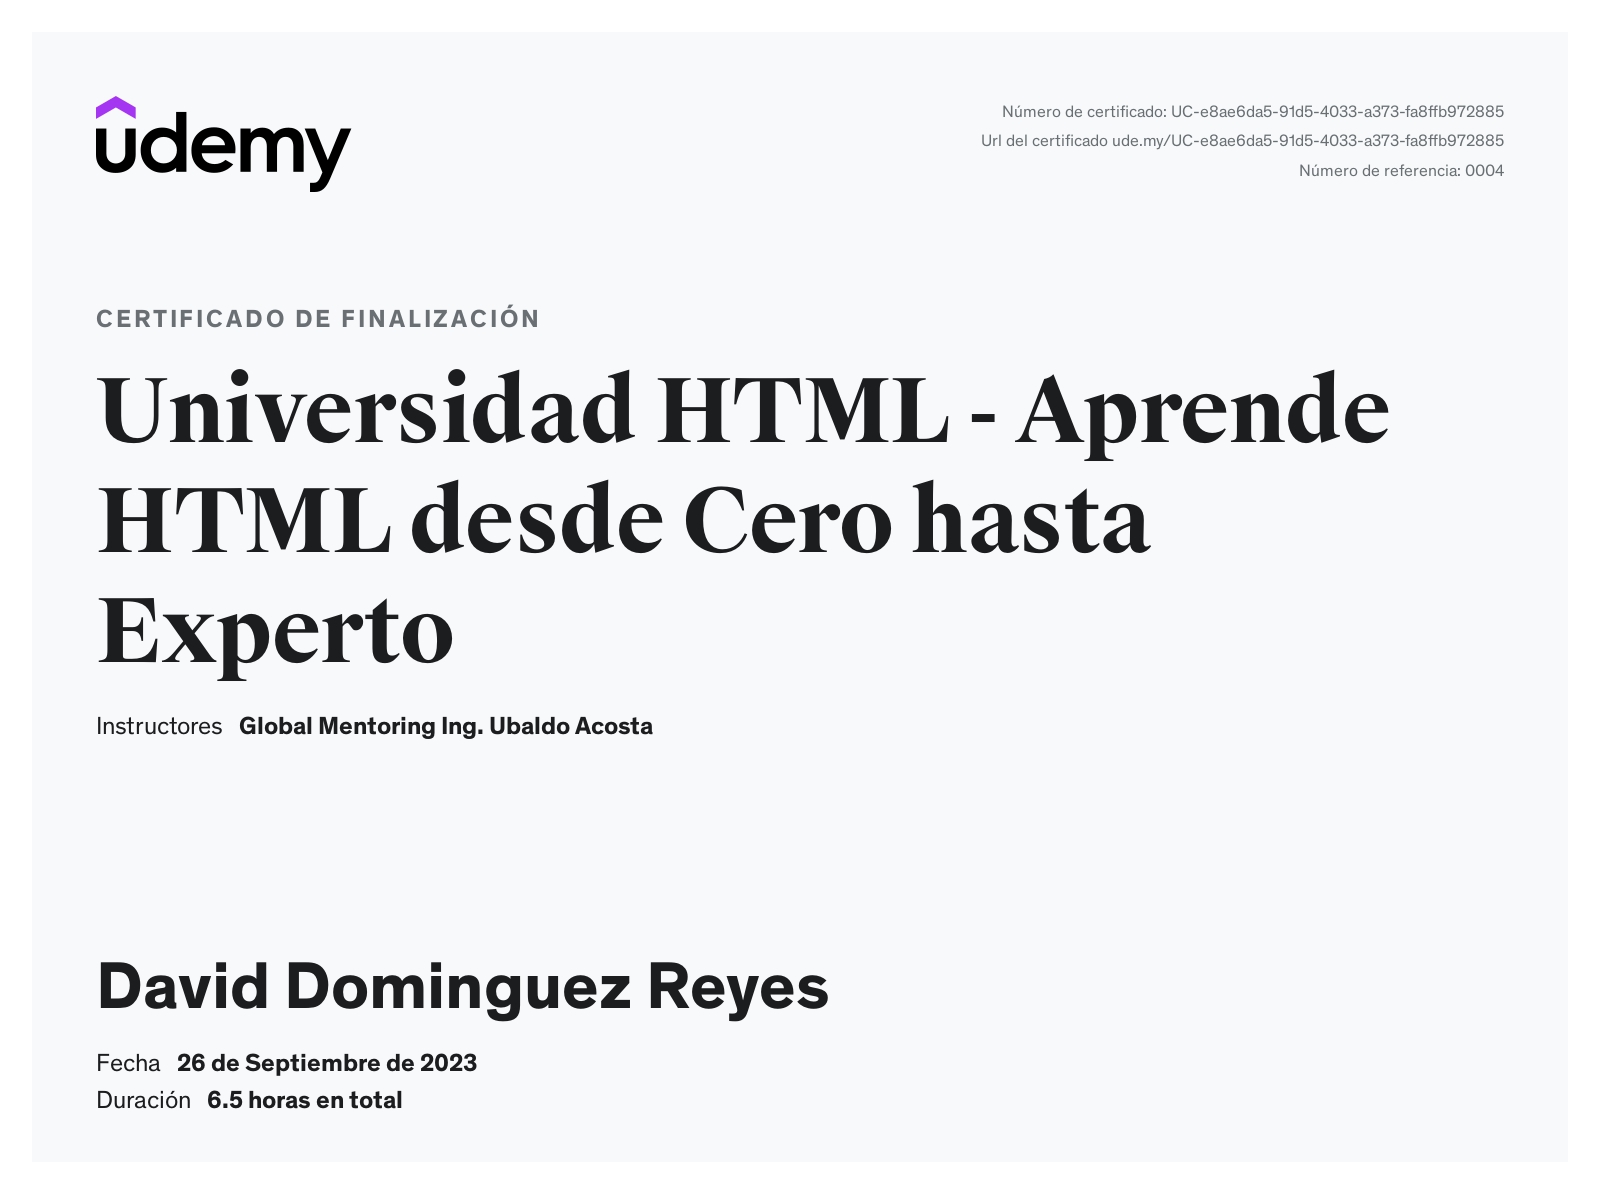 udemy
Número de certificado: UC-e8ae6da5-91d5-4033-a373-fa8ffb972885
Url del certificado ude.my/UC-e8ae6da5-91d5-4033-a373-fa8ffb972885
Número de referencia: 0004
CERTIFICADO DE FINALIZACIÓN
Universidad HTML - Aprende
HTML desde Cero hasta
Experto
Instructores Global Mentoring Ing. Ubaldo Acosta
David Dominguez Reyes
Fecha 26 de Septiembre de 2023
Duración 6.5 horas en total